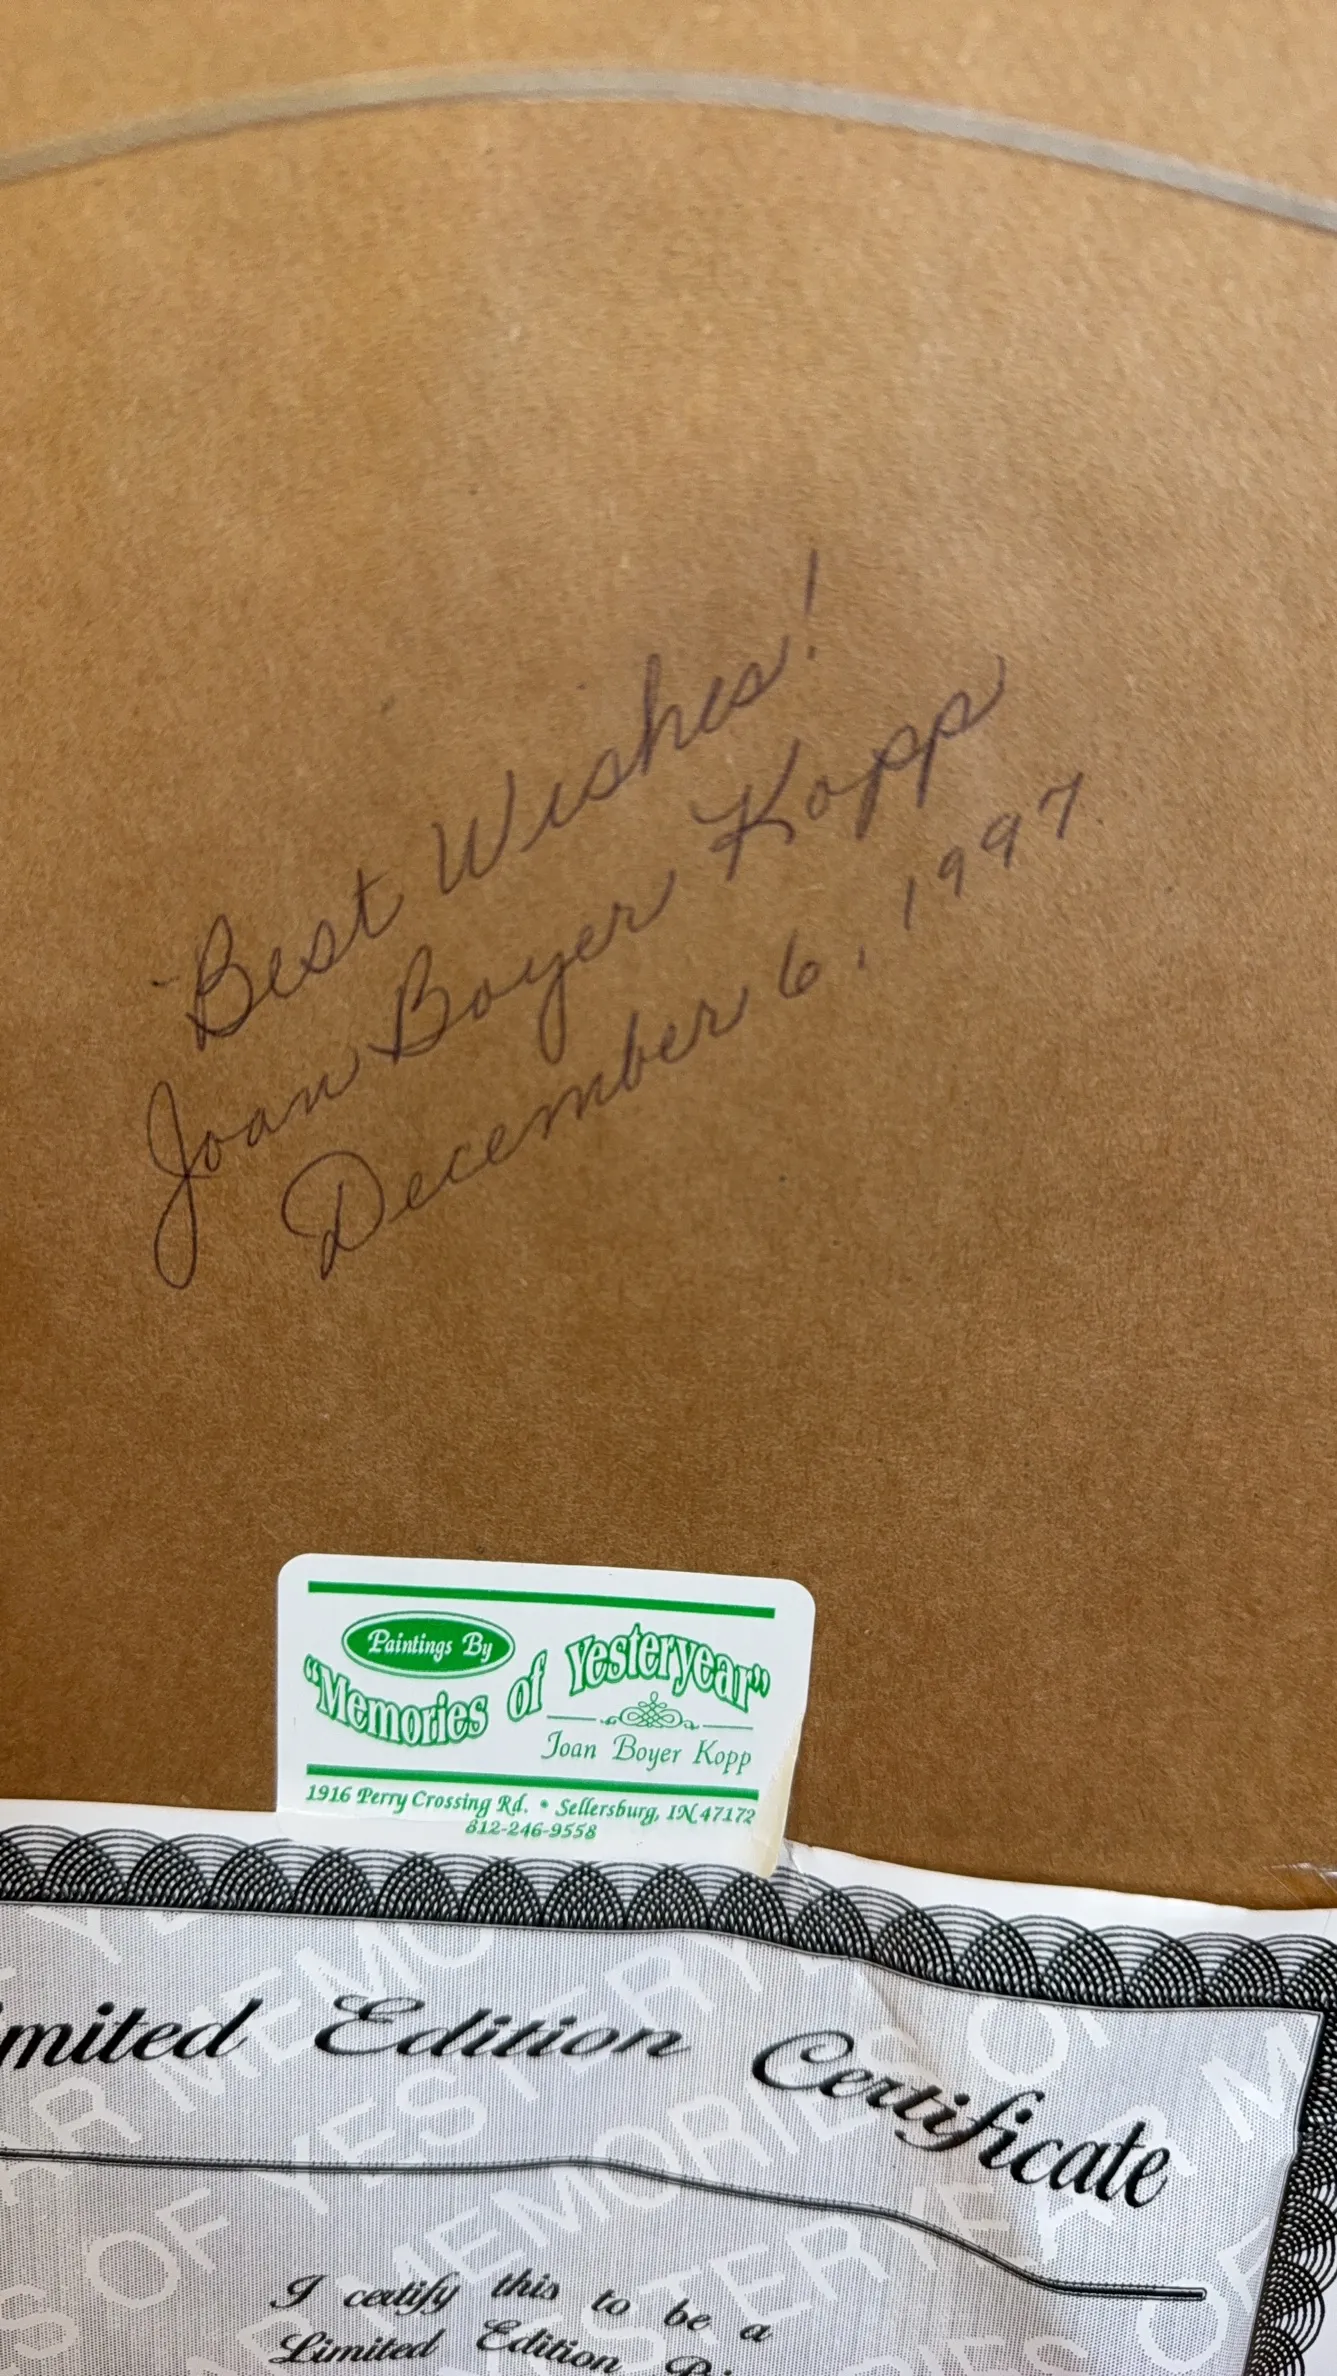 Best Wishes!
Joan Boyer Kopp
December 6, 1997
Paintings By
"Memories of Yesteryear"
Joan Boyer Kopp
1916 Perry Crossing Rd. • Sellersburg, IN 47172
812-246-9558
Limited Edition Certificate
I certify this to be a
Limited Edition